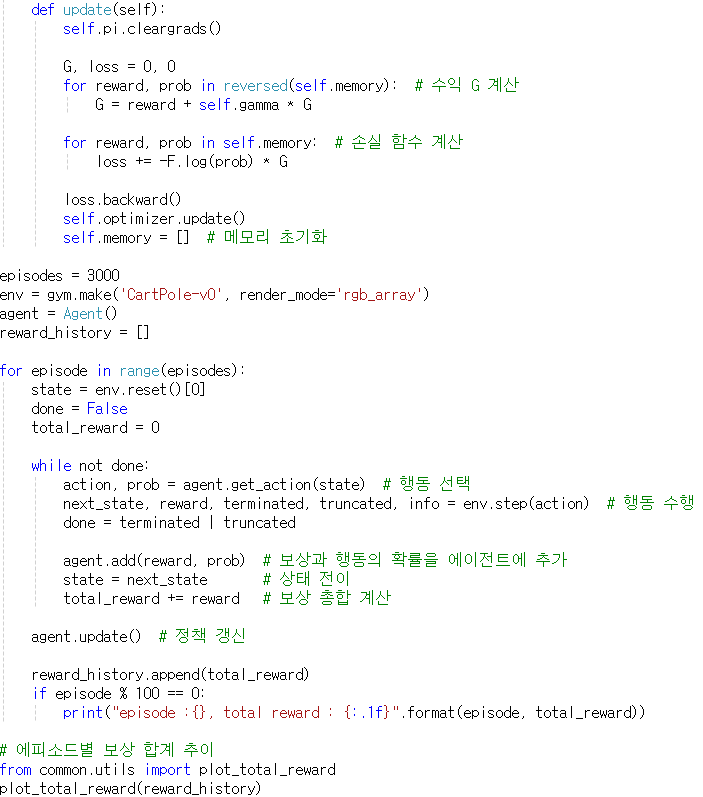 def update(self):
self.pi.cleargrads()
G, loss = 0, 0
for reward, prob in reversed(self.memory):  # 수익 G 계산
G = reward + self.gamma * G
for reward, prob in self.memory:  # 손실 함수 계산
loss += -F.log(prob) * G
loss.backward()
self.optimizer.update()
self.memory = []  # 메모리 초기화
episodes = 3000
env = gym.make('CartPole-v0', render_mode='rgb_array')
agent = Agent()
reward_history = []
for episode in range(episodes):
state = env.reset()[0]
done = False
total_reward = 0
while not done:
action, prob = agent.get_action(state)  # 행동 선택
next_state, reward, terminated, truncated, info = env.step(action)  # 행동 수행
done = terminated | truncated
agent.add(reward, prob)  # 보상과 행동의 확률을 에이전트에 추가
state = next_state       # 상태 전이
total_reward += reward   # 보상 총합 계산
agent.update()  # 정책 갱신
reward_history.append(total_reward)
if episode % 100 == 0:
print("episode :{}, total reward : {:.1f}".format(episode, total_reward))
# 에피소드별 보상 합계 추이
from common.utils import plot_total_reward
plot_total_reward(reward_history)